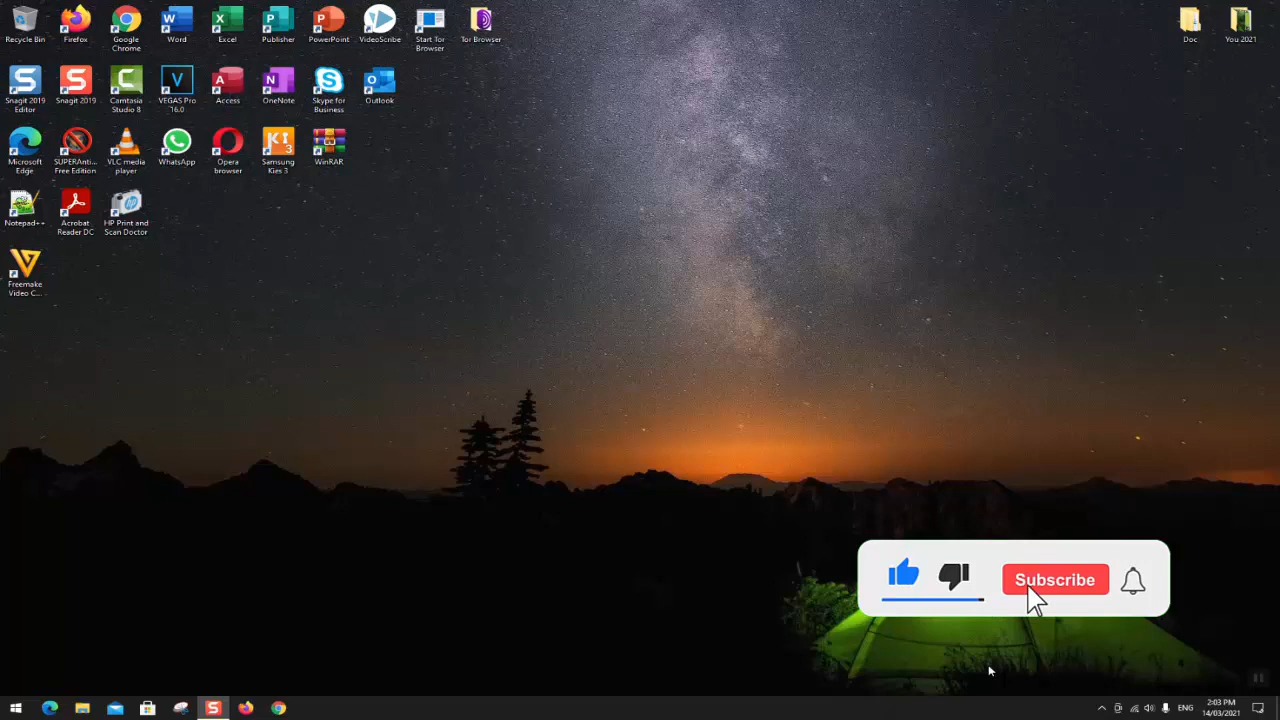 Recycle Bin
Firefox
Google
Chrome
Word
Excel
Publisher
PowerPoint
VideoScribe
Start Tor
Browser
Tor Browser
Doc
You 2021
Snagit 2019
Editor
Snagit 2019
Camtasia
Studio 8
VEGAS Pro
16.0
Access
OneNote
Skype for
Business
Outlook
Microsoft
Edge
SUPERAnti...
Free Edition
VLC media
player
WhatsApp
Opera
browser
Samsung
Kies 3
WinRAR
Notepad++
Acrobat
Reader DC
HP Print and
Scan Doctor
Freemake
Video C...
Subscribe
ENG
2:03 PM
14/03/2021